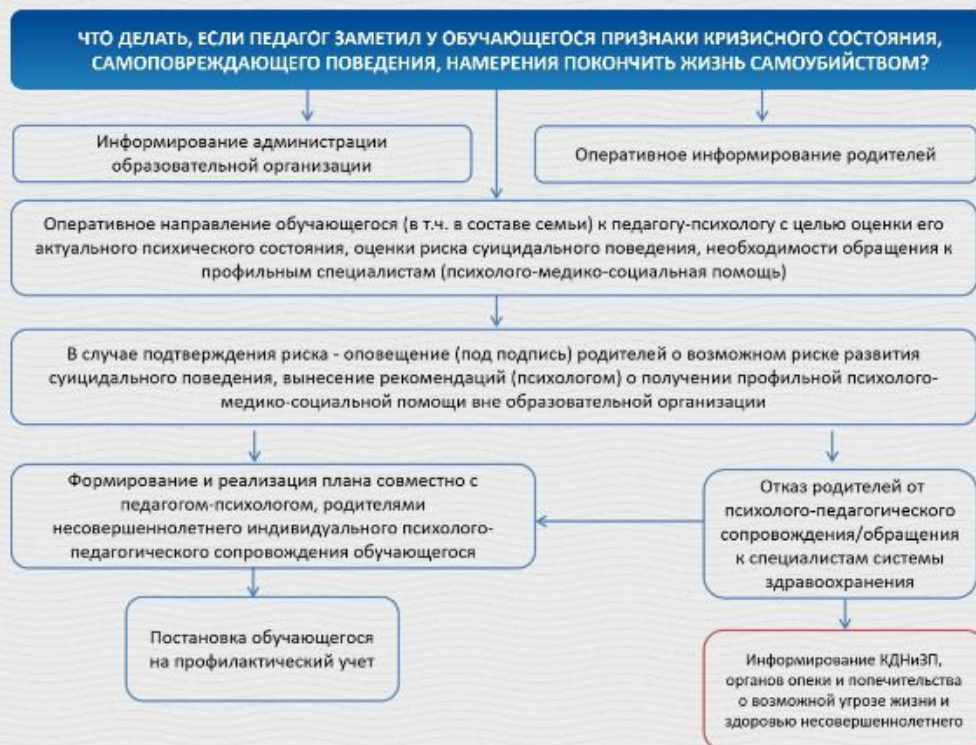 ЧТО ДЕЛАТЬ, ЕСЛИ ПЕДАГОГ ЗАМЕТИЛ У ОБУЧАЮЩЕГОСЯ ПРИЗНАКИ КРИЗИСНОГО СОСТОЯНИЯ,
САМОПОВРЕЖДАЮЩЕГО ПОВЕДЕНИЯ, НАМЕРЕНИЯ ПОКОНЧИТЬ ЖИЗНЬ САМОУБИЙСТВОМ?
Информирование администрации
образовательной организации
Оперативное информирование родителей
Оперативное направление обучающегося (в т.ч. в составе семьи) к педагогу-психологу с целью оценки его
актуального психического состояния, оценки риска суицидального поведения, необходимости обращения к
профильным специалистам (психолого-медико-социальная помощь)
В случае подтверждения риска - оповещение (под подпись) родителей о возможном риске развития
суицидального поведения, вынесение рекомендаций (психологом) о получении профильной психолого-
медико-социальной помощи вне образовательной организации
Формирование и реализация плана совместно с
педагогом-психологом, родителями
несовершеннолетнего индивидуального психолого-
педагогического сопровождения обучающегося
Отказ родителей от
психолого-педагогического
сопровождения/обращения
к специалистам системы
здравоохранения
Постановка обучающегося
на профилактический учет
Информирование КДНиЗП,
органов опеки и попечительства
о возможной угрозе жизни и
здоровью несовершеннолетнего